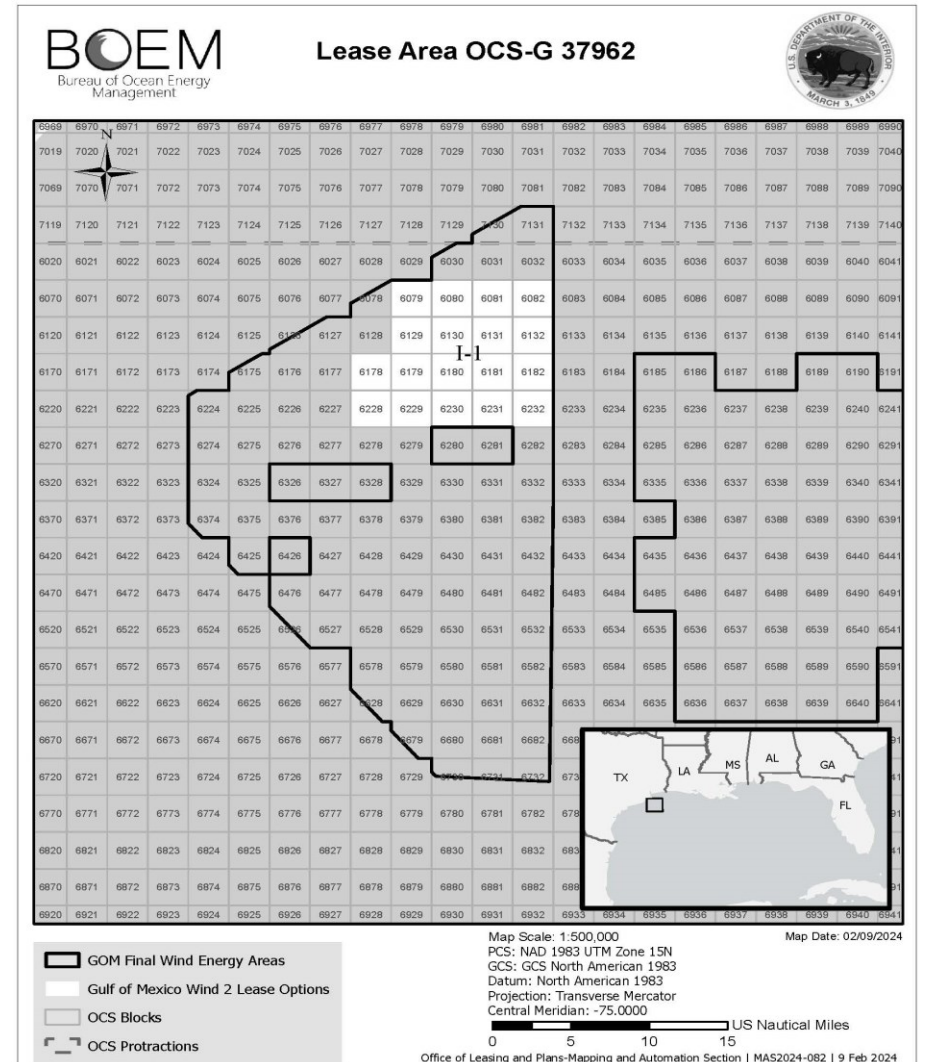 BOEM
Bureau of Ocean Energy
Management
Lease Area OCS-G 37962
U.S. DEPARTMENT OF THE INTERIOR
MARCH 3, 1849
6969 6970 6971 6972 6973 6974 6975 6976 6977 6978 6979 6980 6981 6982 6983 6984 6985 6986 6987 6988 6989 6990
N
7019 7020 7021 7022 7023 7024 7025 7026 7027 7028 7029 7030 7031 7032 7033 7034 7035 7036 7037 7038 7039 7040
7069 7070 7071 7072 7073 7074 7075 7076 7077 7078 7079 7080 7081 7082 7083 7084 7085 7086 7087 7088 7089 7090
7119 7120 7121 7122 7123 7124 7125 7126 7127 7128 7129 7130 7131 7132 7133 7134 7135 7136 7137 7138 7139 7140
6020 6021 6022 6023 6024 6025 6026 6027 6028 6029 6030 6031 6032 6033 6034 6035 6036 6037 6038 6039 6040 6041
6070 6071 6072 6073 6074 6075 6076 6077 6078 6079 6080 6081 6082 6083 6084 6085 6086 6087 6088 6089 6090 6091
6120 6121 6122 6123 6124 6125 6126 6127 6128 6129 6130 6131 6132 6133 6134 6135 6136 6137 6138 6139 6140 6141
I-1
6170 6171 6172 6173 6174 6175 6176 6177 6178 6179 6180 6181 6182 6183 6184 6185 6186 6187 6188 6189 6190 6191
6220 6221 6222 6223 6224 6225 6226 6227 6228 6229 6230 6231 6232 6233 6234 6235 6236 6237 6238 6239 6240 6241
6270 6271 6272 6273 6274 6275 6276 6277 6278 6279 6280 6281 6282 6283 6284 6285 6286 6287 6288 6289 6290 6291
6320 6321 6322 6323 6324 6325 6326 6327 6328 6329 6330 6331 6332 6333 6334 6335 6336 6337 6338 6339 6340 6341
6370 6371 6372 6373 6374 6375 6376 6377 6378 6379 6380 6381 6382 6383 6384 6385 6386 6387 6388 6389 6390 6391
6420 6421 6422 6423 6424 6425 6426 6427 6428 6429 6430 6431 6432 6433 6434 6435 6436 6437 6438 6439 6440 6441
6470 6471 6472 6473 6474 6475 6476 6477 6478 6479 6480 6481 6482 6483 6484 6485 6486 6487 6488 6489 6490 6491
6520 6521 6522 6523 6524 6525 6526 6527 6528 6529 6530 6531 6532 6533 6534 6535 6536 6537 6538 6539 6540 6541
6570 6571 6572 6573 6574 6575 6576 6577 6578 6579 6580 6581 6582 6583 6584 6585 6586 6587 6588 6589 6590 6591
6620 6621 6622 6623 6624 6625 6626 6627 6628 6629 6630 6631 6632 6633 6634 6635 6636 6637 6638 6639 6640 6641
6670 6671 6672 6673 6674 6675 6676 6677 6678 6679 6680 6681 6682 668 91
6720 6721 6722 6723 6724 6725 6726 6727 6728 6729 6730 6731 6732 673 41
6770 6771 6772 6773 6774 6775 6776 6777 6778 6779 6780 6781 6782 678 91
6820 6821 6822 6823 6824 6825 6826 6827 6828 6829 6830 6831 6832 683 41
6870 6871 6872 6873 6874 6875 6876 6877 6878 6879 6880 6881 6882 688 91
6920 6921 6922 6923 6924 6925 6926 6927 6928 6929 6930 6931 6932 6933 6934 6935 6936 6937 6938 6939 6940 6941
TX LA MS AL GA
FL
GOM Final Wind Energy Areas
Gulf of Mexico Wind 2 Lease Options
OCS Blocks
OCS Protractions
Map Scale: 1:500,000
Map Date: 02/09/2024
PCS: NAD 1983 UTM Zone 15N
GCS: GCS North American 1983
Datum: North American 1983
Projection: Transverse Mercator
Central Meridian: -75.0000
US Nautical Miles
0 5 10 15
Office of Leasing and Plans-Mapping and Automation Section | MAS2024-082 | 9 Feb 2024